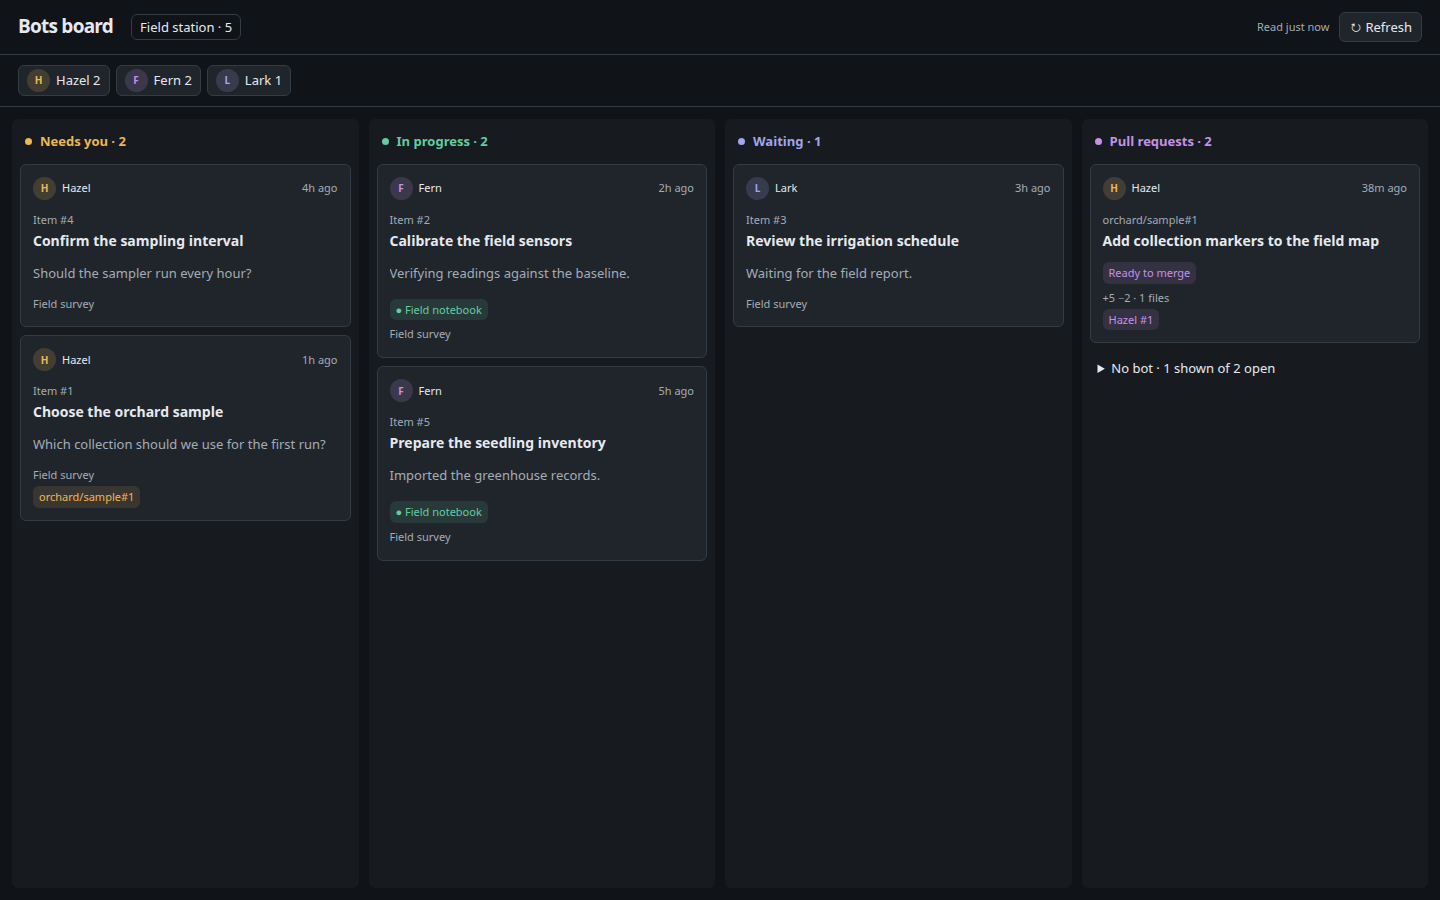 Bots board
Field station · 5
Read just now
↻ Refresh
H Hazel 2
F Fern 2
L Lark 1
Needs you · 2
H Hazel 4h ago
Item #4
Confirm the sampling interval
Should the sampler run every hour?
Field survey
H Hazel 1h ago
Item #1
Choose the orchard sample
Which collection should we use for the first run?
Field survey
orchard/sample#1
In progress · 2
F Fern 2h ago
Item #2
Calibrate the field sensors
Verifying readings against the baseline.
● Field notebook
Field survey
F Fern 5h ago
Item #5
Prepare the seedling inventory
Imported the greenhouse records.
● Field notebook
Field survey
Waiting · 1
L Lark 3h ago
Item #3
Review the irrigation schedule
Waiting for the field report.
Field survey
Pull requests · 2
H Hazel 38m ago
orchard/sample#1
Add collection markers to the field map
Ready to merge
+5 −2 · 1 files
Hazel #1
▶ No bot · 1 shown of 2 open